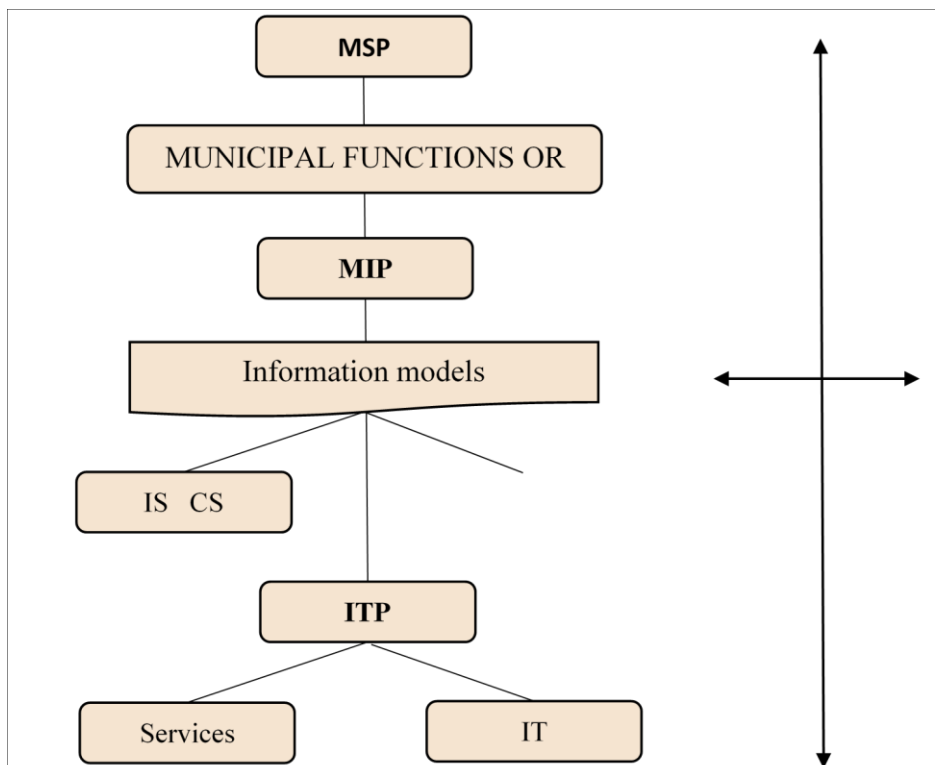 MSP
MUNICIPAL FUNCTIONS OR
MIP
Information models
IS CS
ITP
Services
IT